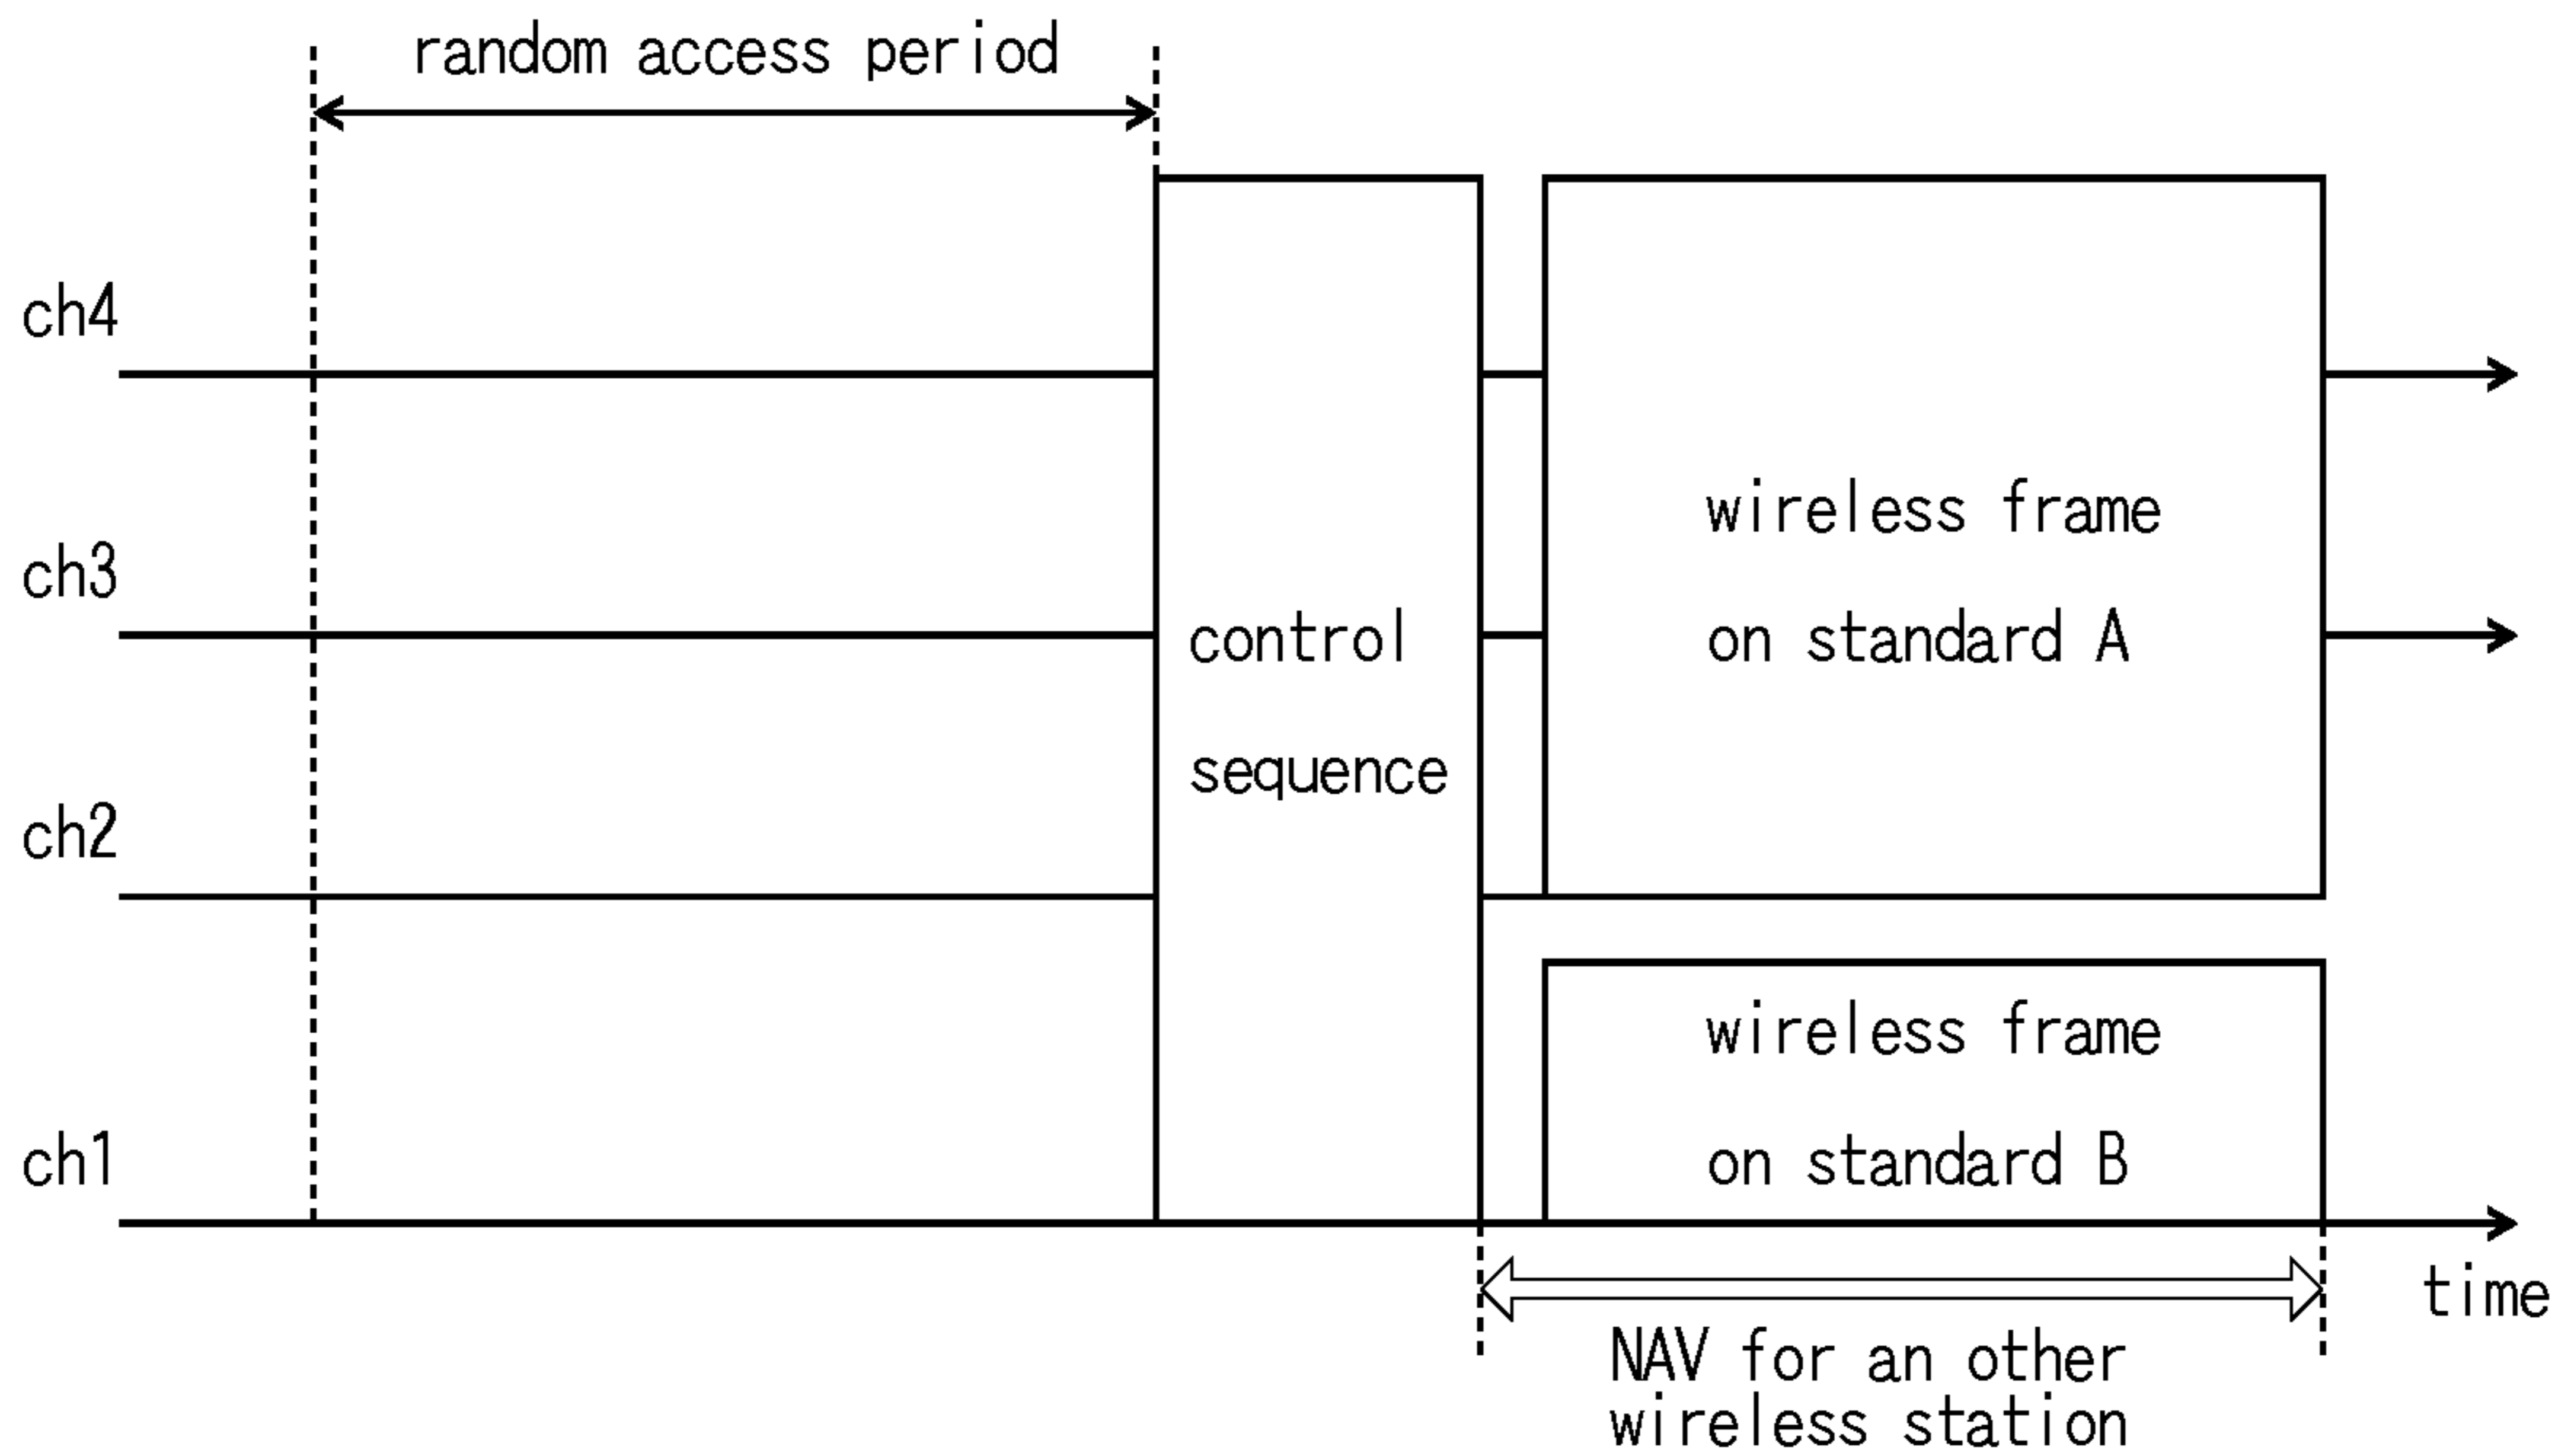 random access period
ch4
ch3
ch2
ch1
control
sequence
wireless frame
on standard A
wireless frame
on standard B
time
NAV for an other
wireless station